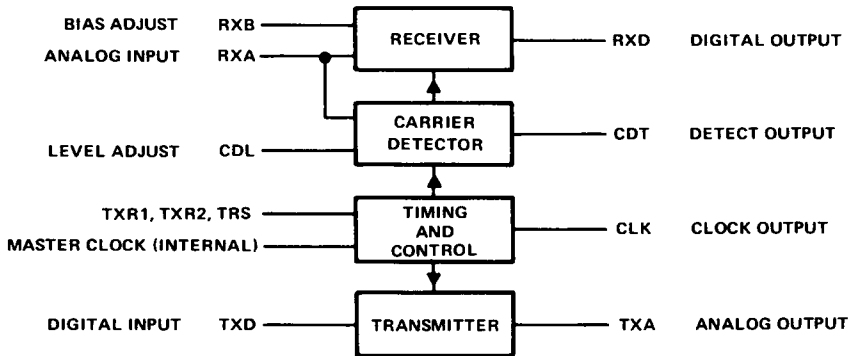 BIAS ADJUST RXB RECEIVER RXD DIGITAL OUTPUT
ANALOG INPUT RXA
CARRIER
DETECTOR CDT DETECT OUTPUT
LEVEL ADJUST CDL
TXR1, TXR2, TRS TIMING
AND CLK CLOCK OUTPUT
MASTER CLOCK (INTERNAL) CONTROL
DIGITAL INPUT TXD TRANSMITTER TXA ANALOG OUTPUT